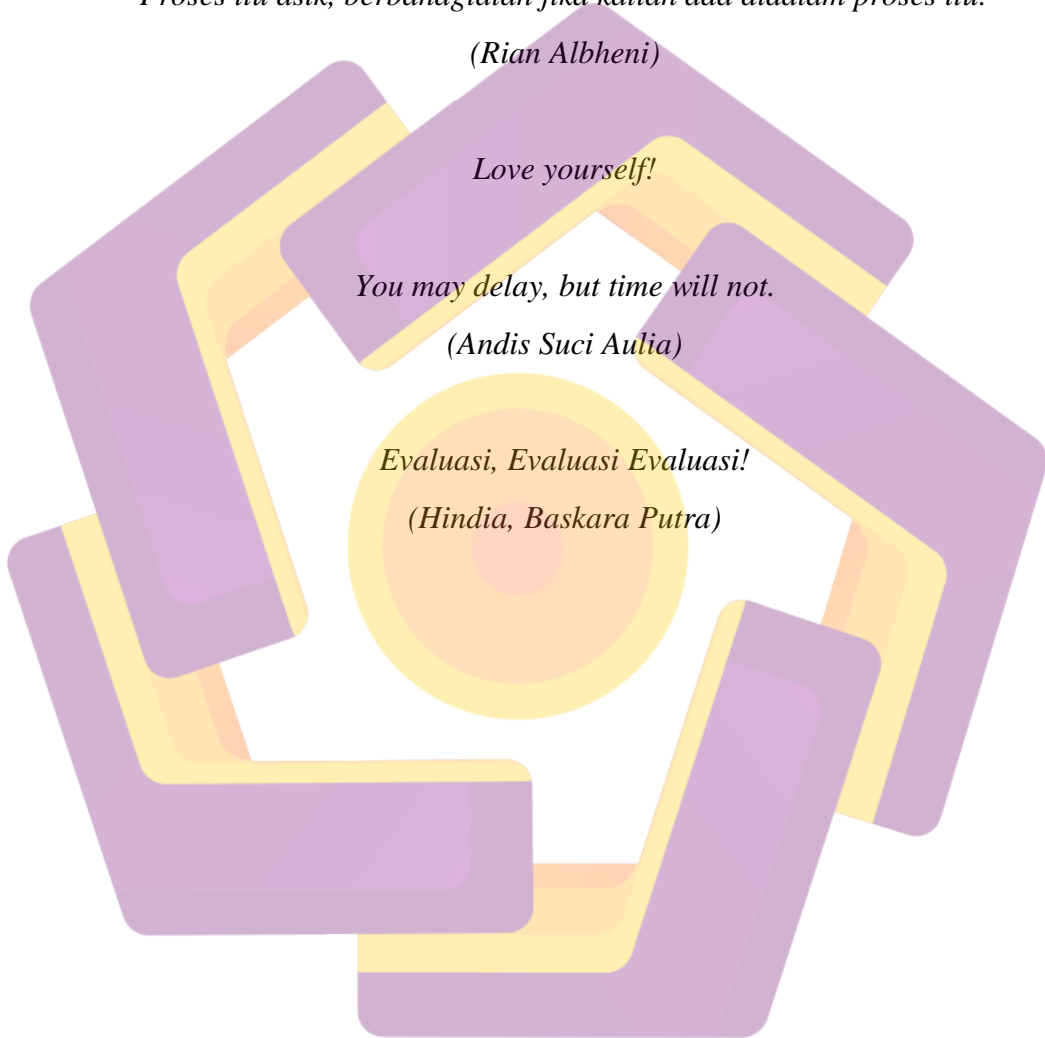 Proses itu asik, berbahagialah jika kalian ada didalam proses itu.
(Rian Albheni)
Love yourself!
You may delay, but time will not.
(Andis Suci Aulia)
Evaluasi, Evaluasi Evaluasi!
(Hindia, Baskara Putra)